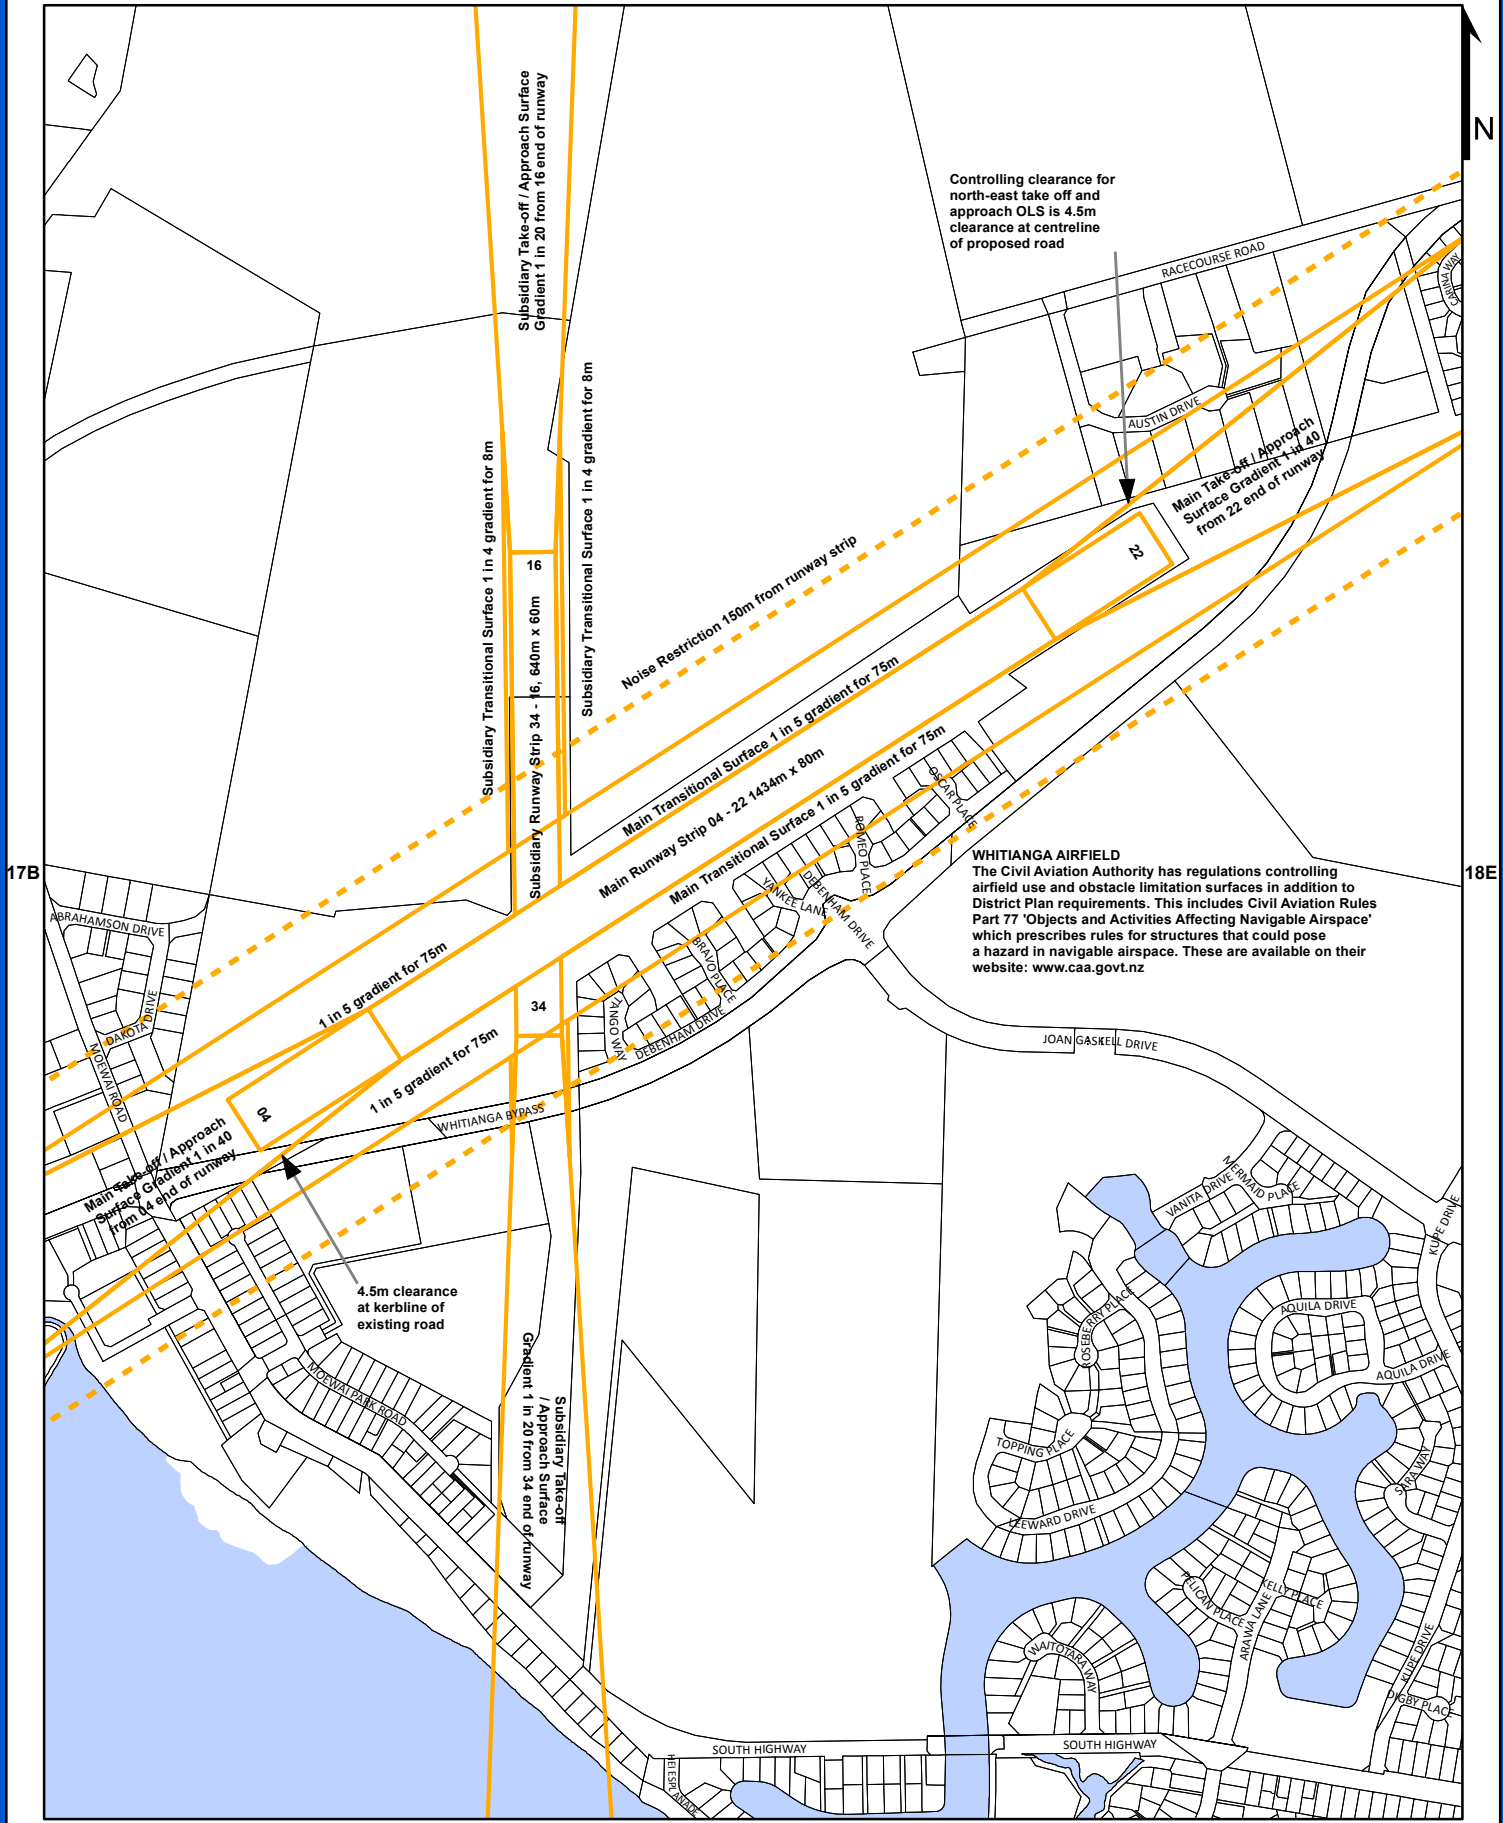 N
Subsidiary Take-off / Approach Surface
Gradient 1 in 20 from 16 end of runway
Controlling clearance for
north-east take off and
approach OLS is 4.5m
clearance at centreline
of proposed road
RACECOURSE ROAD
CARINA WAY
AUSTIN DRIVE
Main Take-off / Approach
Surface Gradient 1 in 40
from 22 end of runway
Subsidiary Transitional Surface 1 in 4 gradient for 8m
Subsidiary Transitional Surface 1 in 4 gradient for 8m
16
22
Noise Restriction 150m from runway strip
Subsidiary Runway Strip 34 - 16, 640m x 60m
Main Transitional Surface 1 in 5 gradient for 75m
Main Runway Strip 04 - 22 1434m x 80m
Main Transitional Surface 1 in 5 gradient for 75m
OSCAR PLACE
ROMEO PLACE
DEBENHAM DRIVE
YANKEE LANE
BRAVO PLACE
TANGO WAY
DEBENHAM DRIVE
17B
18E
WHITIANGA AIRFIELD
The Civil Aviation Authority has regulations controlling
airfield use and obstacle limitation surfaces in addition to
District Plan requirements. This includes Civil Aviation Rules
Part 77 'Objects and Activities Affecting Navigable Airspace'
which prescribes rules for structures that could pose
a hazard in navigable airspace. These are available on their
website: www.caa.govt.nz
ABRAHAMSON DRIVE
DAKOTA DRIVE
MOEWAI ROAD
1 in 5 gradient for 75m
34
1 in 5 gradient for 75m
04
WHITIANGA BYPASS
JOAN GASKELL DRIVE
Main Take-off / Approach
Surface Gradient 1 in 40
from 04 end of runway
4.5m clearance
at kerbline of
existing road
MOEWAI PARK ROAD
Subsidiary Take-off
/ Approach Surface
Gradient 1 in 20 from 34 end of runway
VANITA DRIVE
MERMAID PLACE
KUPE DRIVE
ROSEBERRY PLACE
AQUILA DRIVE
AQUILA DRIVE
TOPPING PLACE
SARA WAY
LEEWARD DRIVE
PELICAN PLACE
KELLY PLACE
ARAWA LANE
WAITOTARA WAY
KUPE DRIVE
DIGBY PLACE
SOUTH HIGHWAY
SOUTH HIGHWAY
HEI ESPLANADE